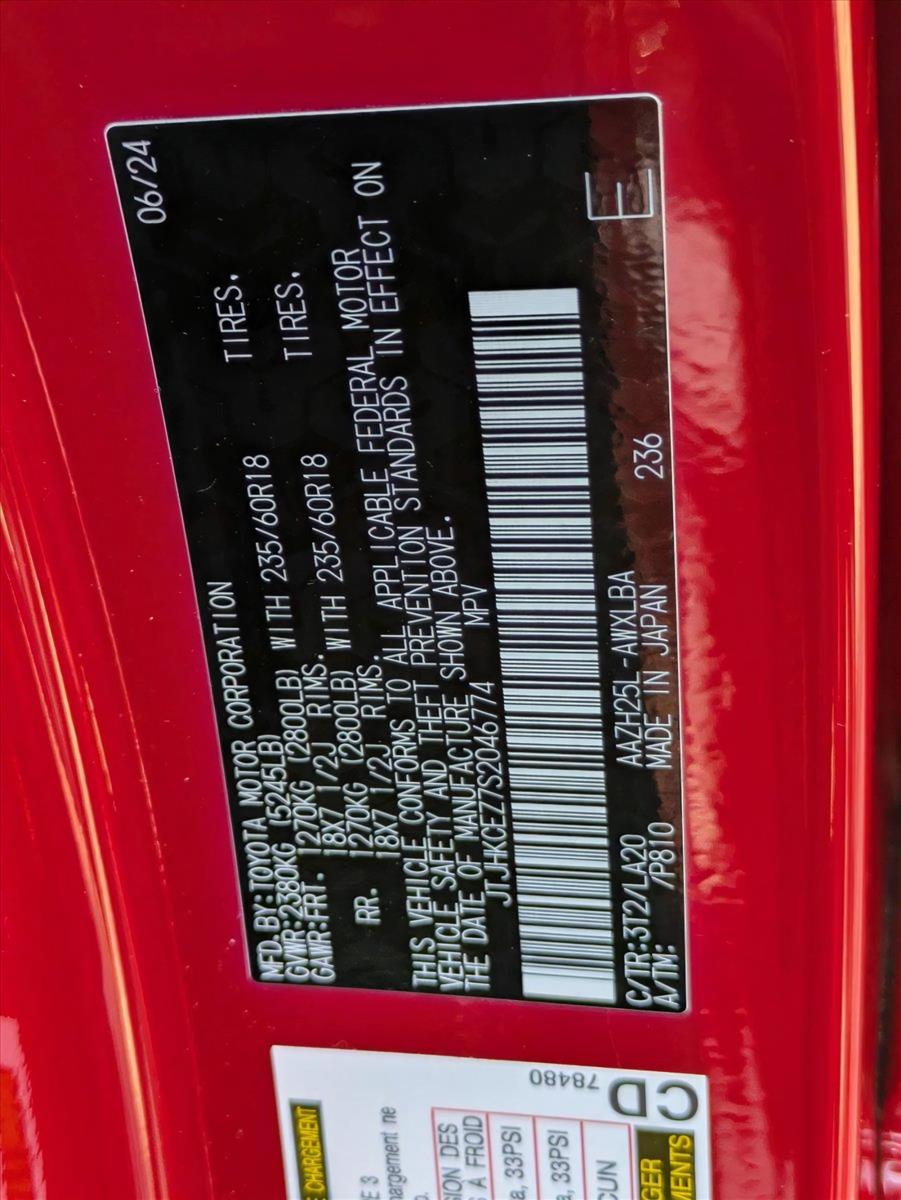 MFD.BY:TOYOTA MOTOR CORPORATION 06/24
GVWR:2380KG (5245LB)
GAWR:FRT. 1270KG (2800LB) WITH 235/60R18 TIRES.
18X7 1/2J RIMS.
RR. 1270KG (2800LB) WITH 235/60R18 TIRES.
18X7 1/2J RIMS.
THIS VEHICLE CONFORMS TO ALL APPLICABLE FEDERAL MOTOR
VEHICLE SAFETY AND THEFT PREVENTION STANDARDS IN EFFECT ON
THE DATE OF MANUFACTURE SHOWN ABOVE.
JTJHKCEZ7S2046774 MPV
C/TR:3T2/LA20 AAZH25L-AWXLBA
A/TM: /P810 MADE IN JAPAN 236 E
CHARGEMENT
E 3
chargement ne
SION DES
À FROID
a, 33PSI
a, 33PSI
CUN
GER
MENTS
78480
CD